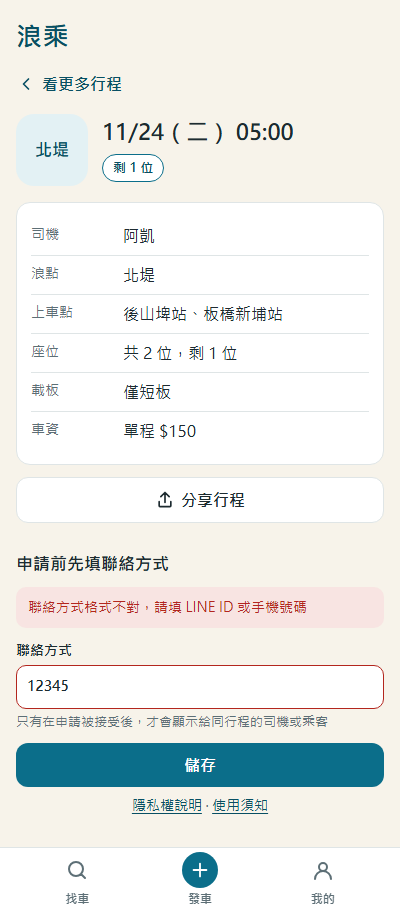 浪乘
看更多行程
北堤
11/24（二）05:00
剩 1 位
司機 阿凱
浪點 北堤
上車點 後山埤站、板橋新埔站
座位 共 2 位，剩 1 位
載板 僅短板
車資 單程 $150
分享行程
申請前先填聯絡方式
聯絡方式格式不對，請填 LINE ID 或手機號碼
聯絡方式
12345
只有在申請被接受後，才會顯示給同行程的司機或乘客
儲存
隱私權說明 · 使用須知
找車 發車 我的